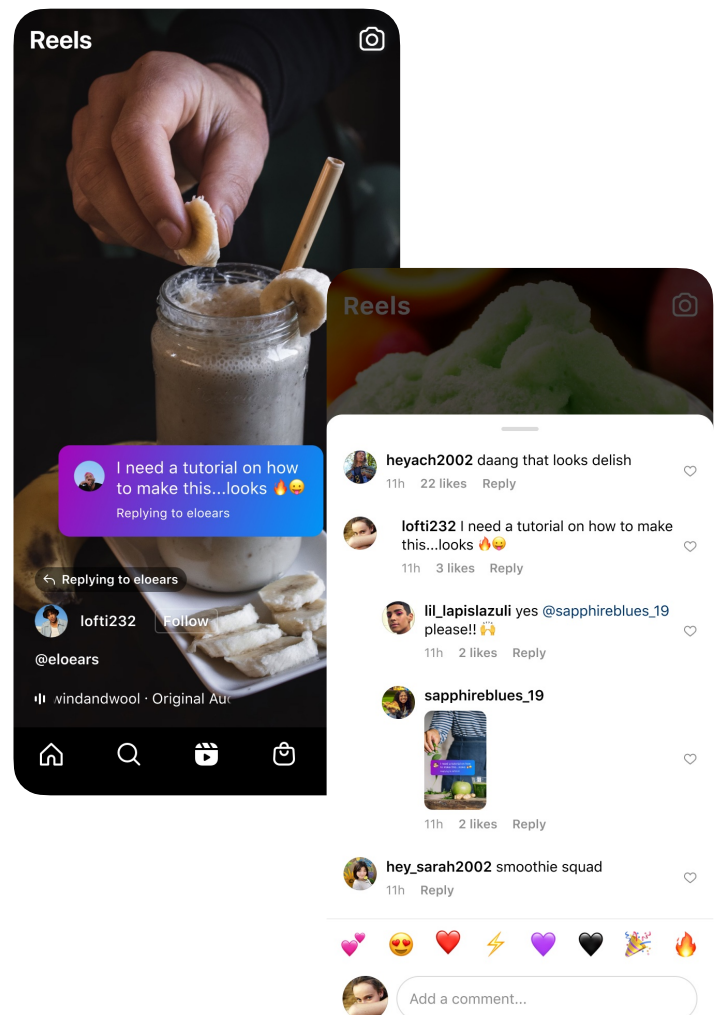 Reels
I need a tutorial on how
to make this...looks 🔥😛
Replying to eloears
Replying to eloears
lofti232 Follow
@eloears
windandwool · Original Au
Reels
heyach2002 daang that looks delish
11h 22 likes Reply
lofti232 I need a tutorial on how to make
this...looks 🔥😛
11h 3 likes Reply
lil_lapislazuli yes @sapphireblues_19
please!! 🙌
11h 2 likes Reply
sapphireblues_19
11h 2 likes Reply
hey_sarah2002 smoothie squad
11h Reply
💕 😍 ❤️ ⚡ 💜 🖤 🎉 🔥
Add a comment...